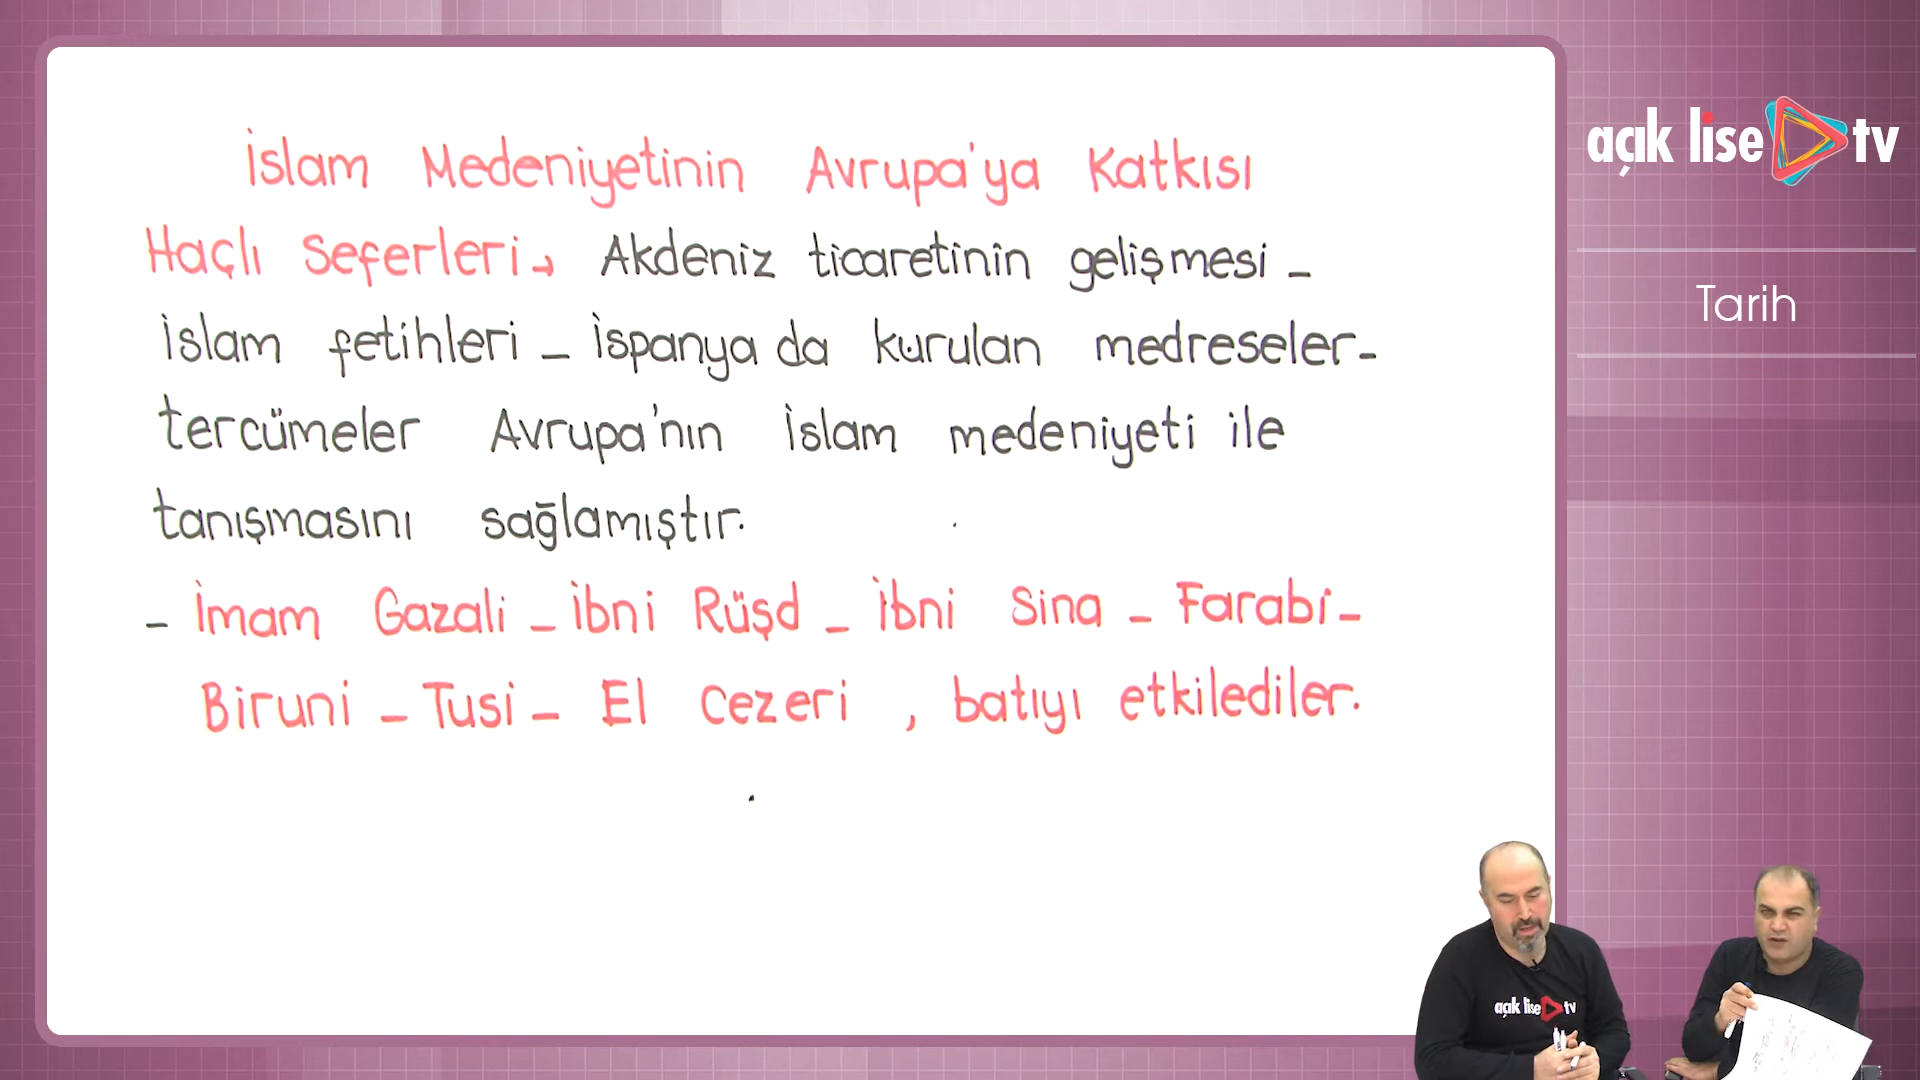 İslam Medeniyetinin Avrupa'ya Katkısı
Haçlı Seferleri → Akdeniz ticaretinin gelişmesi -
İslam fetihleri - İspanya da kurulan medreseler -
tercümeler Avrupa'nın İslam medeniyeti ile
tanışmasını sağlamıştır.
- İmam Gazali - İbni Rüşd - İbni Sina - Farabi -
Biruni - Tusi - El Cezeri , batıyı etkilediler.
açık lise tv
Tarih
açık lise tv